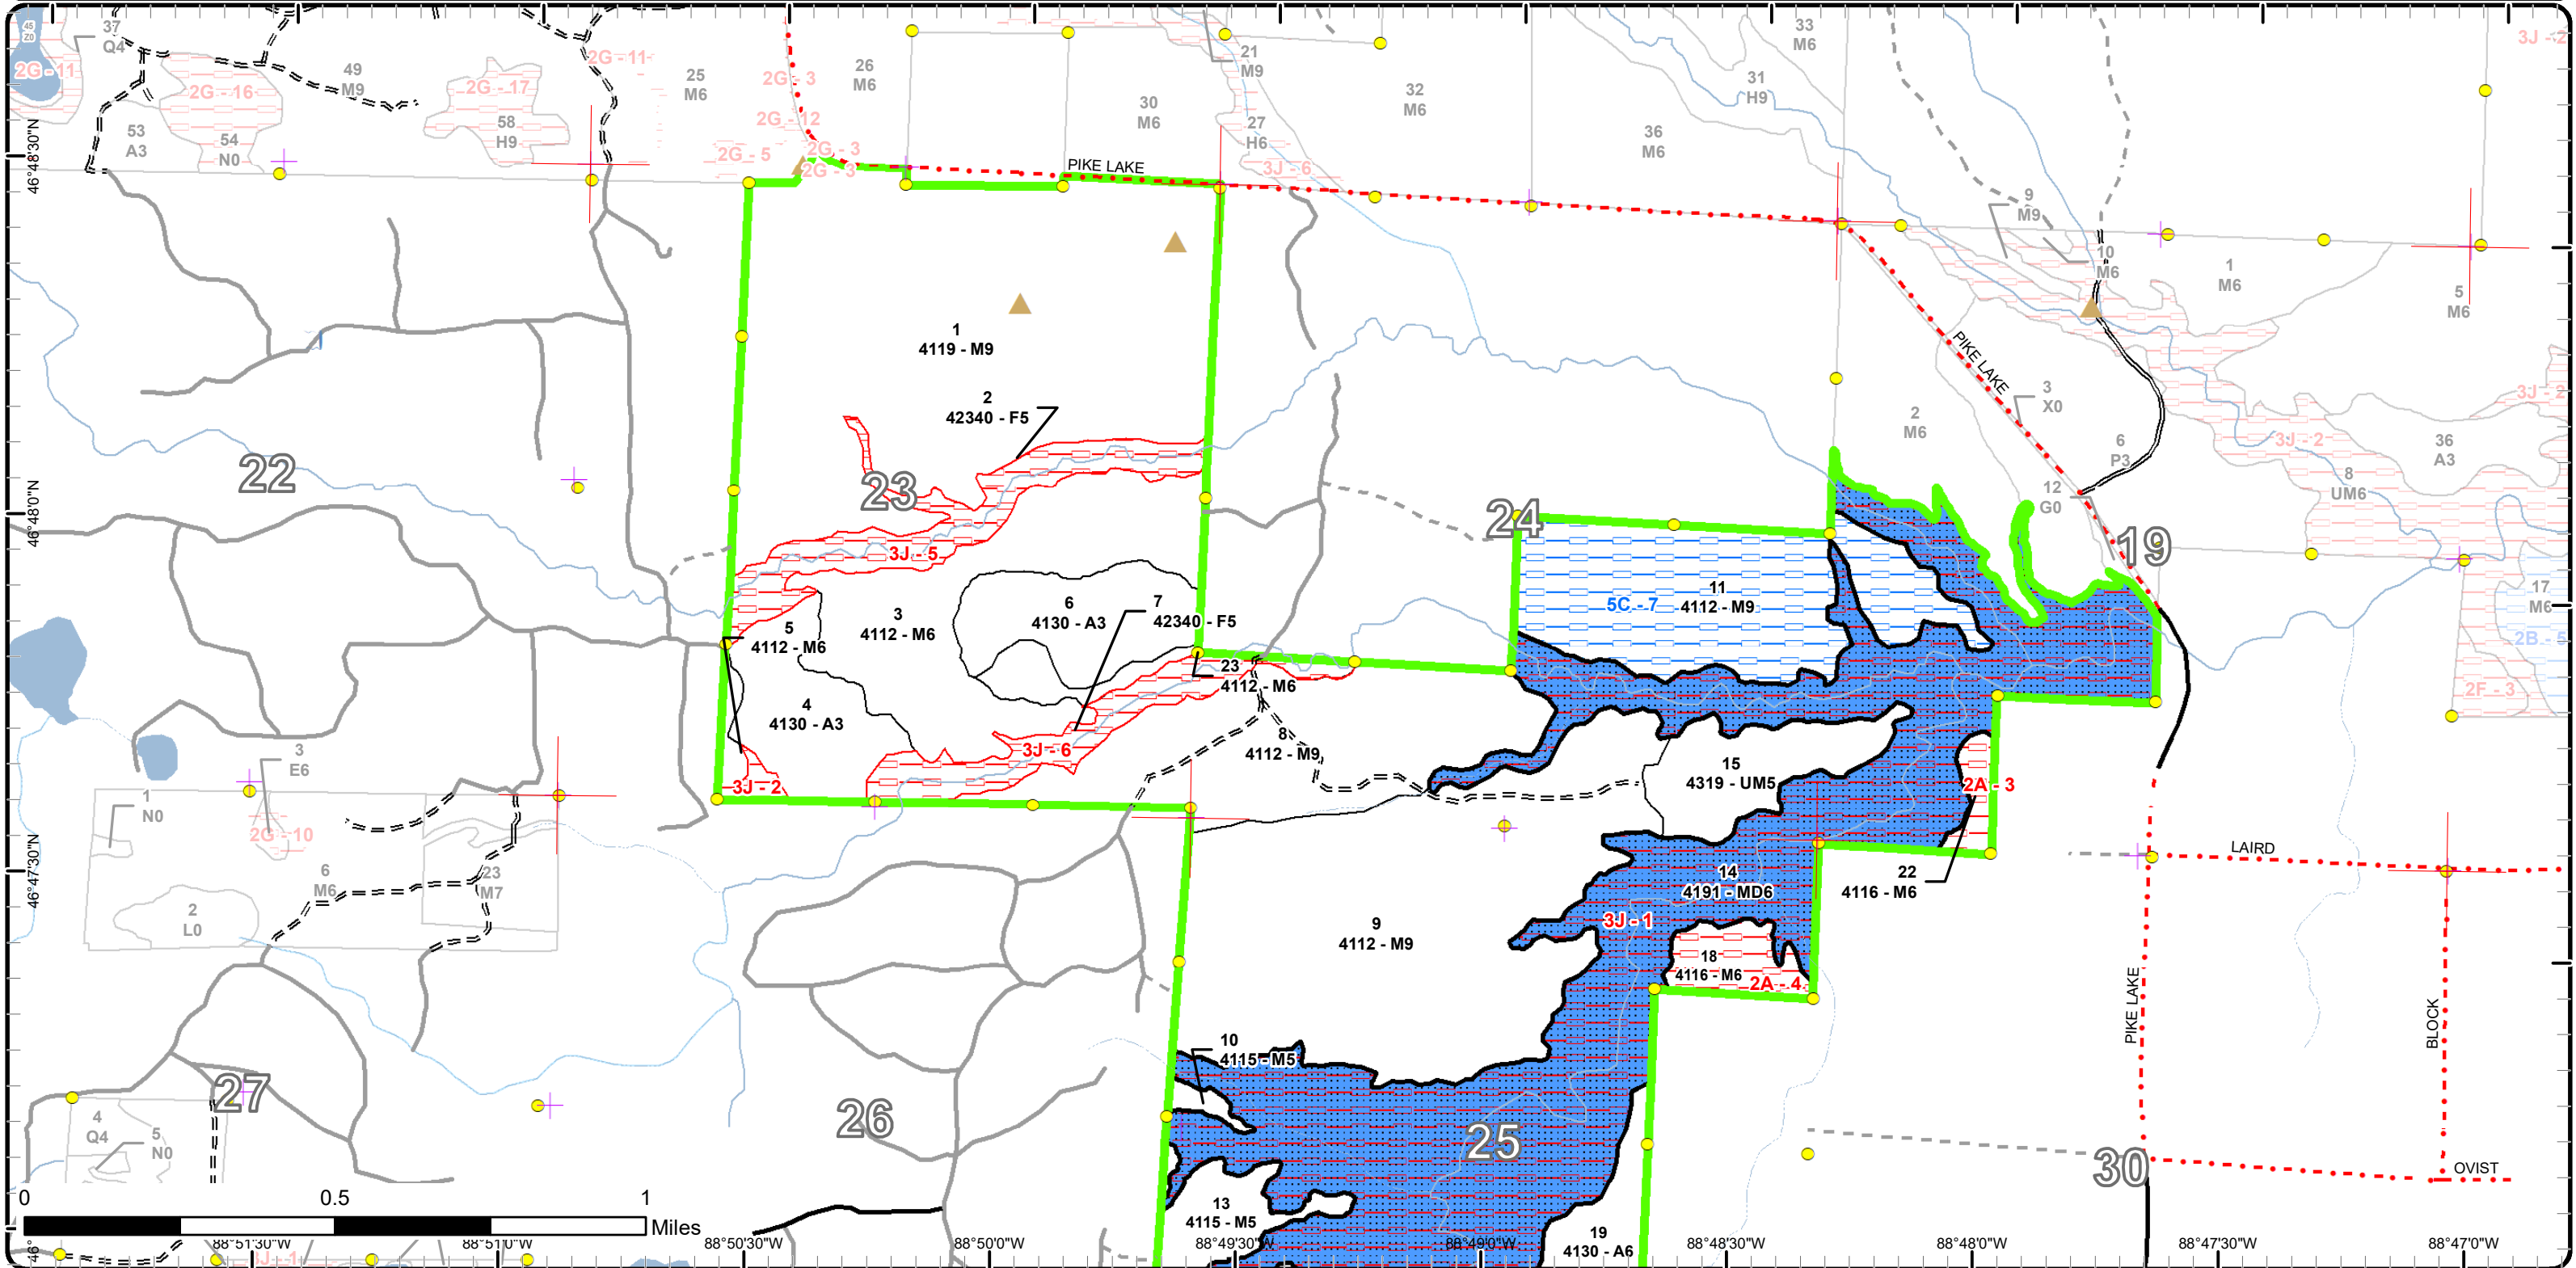 45
Z0
37
Q4
2G - 11
49
M9
2G - 16
53
A3
54
N0
2G - 17
58
H9
2G - 11
25
M6
2G - 3
2G - 12
2G - 5
2G - 3
2G - 3
26
M6
30
M6
21
M9
27
H6
3J - 6
32
M6
36
M6
31
H9
33
M6
3J - 2
PIKE LAKE
9
M9
10
M6
1
M6
5
M6
46°48'30"N
1
4119 - M9
2
42340 - F5
PIKE LAKE
3
X0
2
M6
6
P3
12
G0
3J - 2
3J - 2
36
A3
8
UM6
22
23
24
19
46°48'0"N
3J - 5
3
4112 - M6
5
4112 - M6
6
4130 - A3
7
42340 - F5
4
4130 - A3
23
4112 - M6
8
4112 - M9
3J - 2
3J - 6
5C - 7
11
4112 - M9
17
M6
2B - 5
2F - 3
15
4319 - UM5
2A - 3
22
4116 - M6
LAIRD
3
E6
1
N0
2G - 10
6
M6
23
M7
2
L0
46°47'30"N
14
4191 - MD6
9
4112 - M9
3J - 1
18
4116 - M6
2A - 4
PIKE LAKE
BLOCK
10
4115 - M5
27
26
25
30
OVIST
4
Q4
5
N0
13
4115 - M5
19
4130 - A6
0
0.5
1
Miles
46°
3J - 1
88°51'30"W
88°51'0"W
88°50'30"W
88°50'0"W
88°49'30"W
88°49'0"W
88°48'30"W
88°48'0"W
88°47'30"W
88°47'0"W